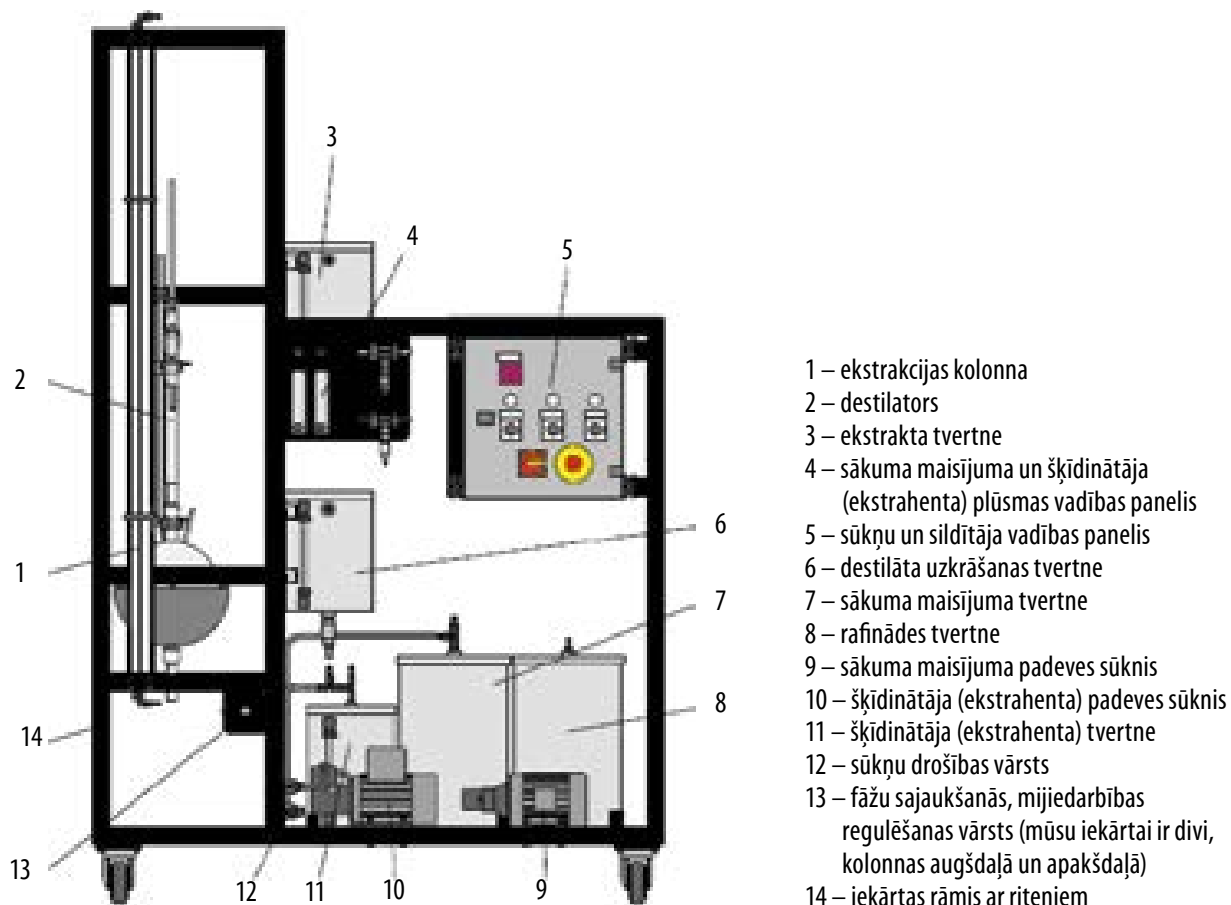 3
4
5
2
1
6
7
8
14
13
12
11
10
9
1 – ekstrakcijas kolonna
2 – destilators
3 – ekstrakta tvertne
4 – sākuma maisījuma un šķīdinātāja
(ekstrahenta) plūsmas vadības panelis
5 – sūkņu un sildītāja vadības panelis
6 – destilāta uzkrāšanas tvertne
7 – sākuma maisījuma tvertne
8 – rafinādes tvertne
9 – sākuma maisījuma padeves sūknis
10 – šķīdinātāja (ekstrahenta) padeves sūknis
11 – šķīdinātāja (ekstrahenta) tvertne
12 – sūkņu drošības vārsts
13 – fāžu sajaukšanās, mijiedarbības
regulēšanas vārsts (mūsu iekārtai ir divi,
kolonnas augšdaļā un apakšdaļā)
14 – iekārtas rāmis ar riteņiem